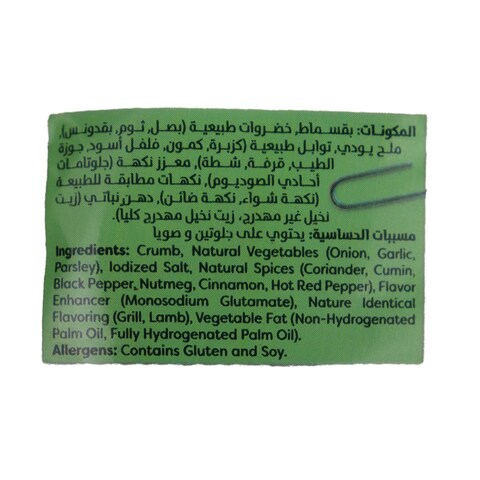 المكونات: بقسماط, خضروات طبيعية (بصل, ثوم, بقدونس),
ملح يودي, توابل طبيعية (كزبرة, كمون, فلفل أسود, جوزة
الطيب, قرفة, شطة), معزز نكهة (جلوتامات
أحادي الصوديوم), نكهات مطابقة للطبيعة
(نكهة شواء, نكهة ضائن), دهن نباتي (زيت
نخيل غير مهدرج, زيت نخيل مهدرج كليا).
مسببات الحساسية: يحتوي على جلوتين و صويا
Ingredients: Crumb, Natural Vegetables (Onion, Garlic,
Parsley), Iodized Salt, Natural Spices (Coriander, Cumin,
Black Pepper, Nutmeg, Cinnamon, Hot Red Pepper), Flavor
Enhancer (Monosodium Glutamate), Nature Identical
Flavoring (Grill, Lamb), Vegetable Fat (Non-Hydrogenated
Palm Oil, Fully Hydrogenated Palm Oil).
Allergens: Contains Gluten and Soy.